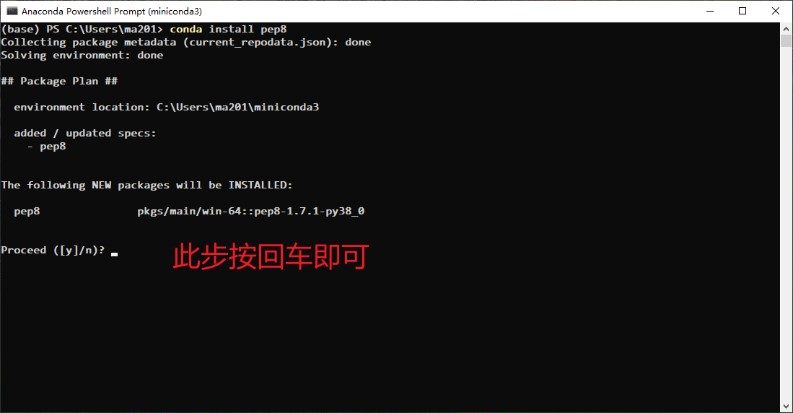 Anaconda Powershell Prompt (miniconda3)
(base) PS C:\Users\ma201> conda install pep8
Collecting package metadata (current_repodata.json): done
Solving environment: done
## Package Plan ##
environment location: C:\Users\ma201\miniconda3
added / updated specs:
- pep8
The following NEW packages will be INSTALLED:
pep8 pkgs/main/win-64::pep8-1.7.1-py38_0
Proceed ([y]/n)? 此步按回车即可